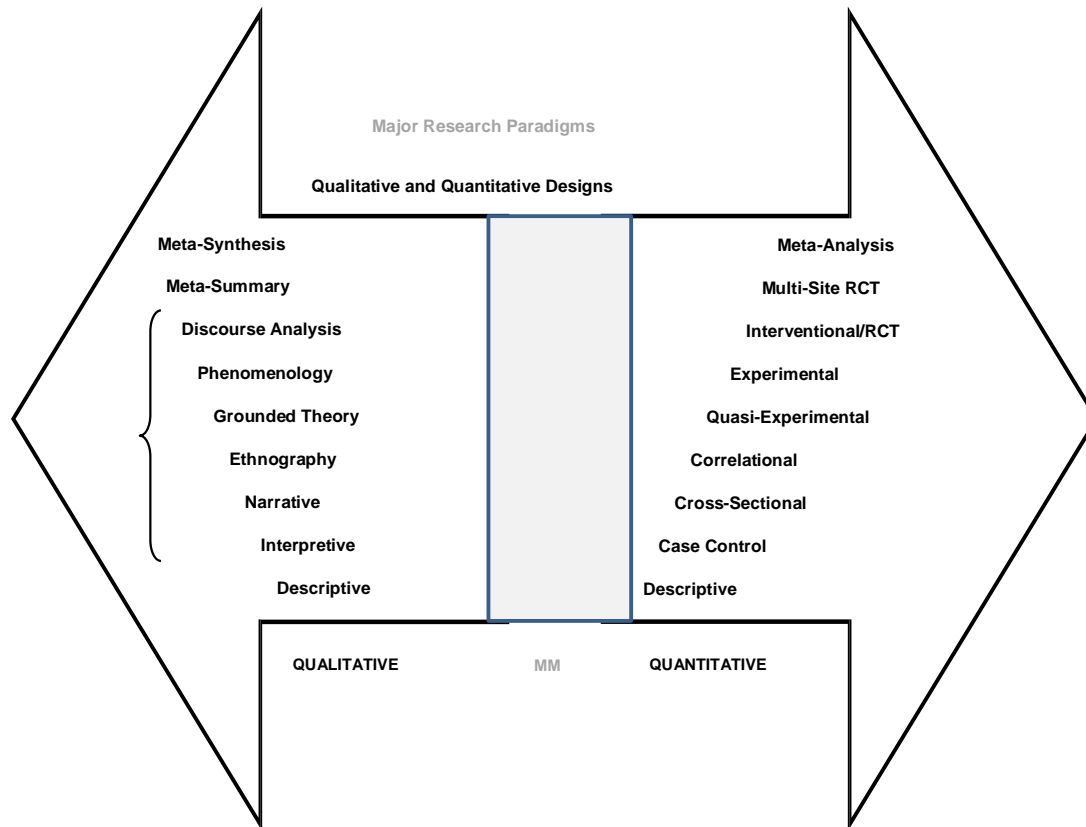 Major Research Paradigms
Qualitative and Quantitative Designs
Meta-Synthesis
Meta-Summary
Discourse Analysis
Phenomenology
Grounded Theory
Ethnography
Narrative
Interpretive
Descriptive
Meta-Analysis
Multi-Site RCT
Interventional/RCT
Experimental
Quasi-Experimental
Correlational
Cross-Sectional
Case Control
Descriptive
QUALITATIVE
MM
QUANTITATIVE